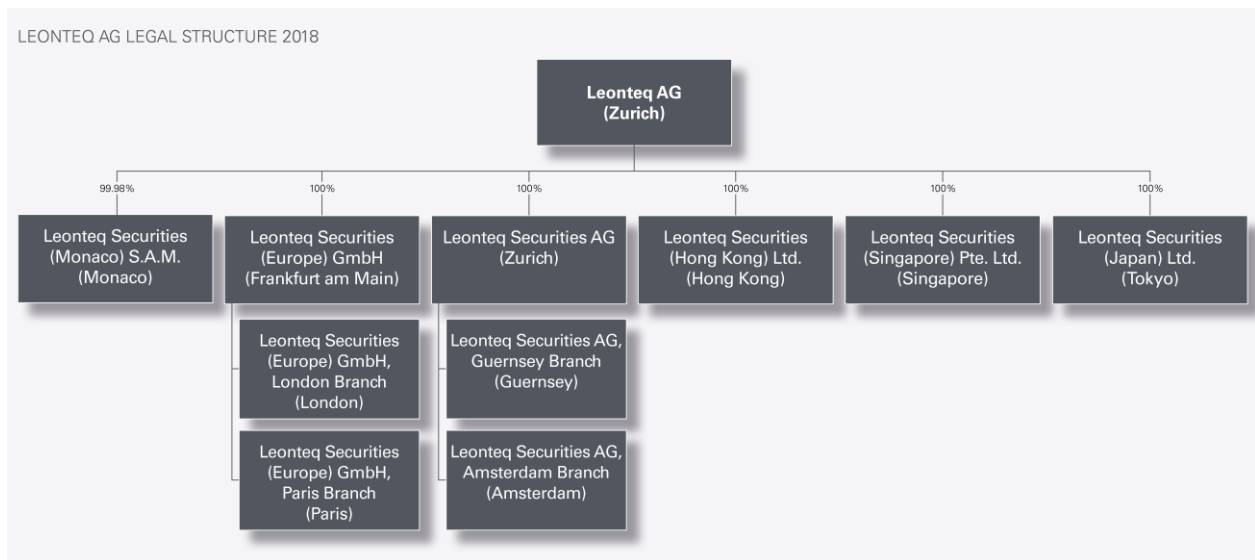 LEONTEQ AG LEGAL STRUCTURE 2018
Leonteq AG
(Zurich)
99.98%
100%
100%
100%
100%
100%
Leonteq Securities
(Monaco) S.A.M.
(Monaco)
Leonteq Securities
(Europe) GmbH
(Frankfurt am Main)
Leonteq Securities AG
(Zurich)
Leonteq Securities
(Hong Kong) Ltd.
(Hong Kong)
Leonteq Securities
(Singapore) Pte. Ltd.
(Singapore)
Leonteq Securities
(Japan) Ltd.
(Tokyo)
Leonteq Securities
(Europe) GmbH,
London Branch
(London)
Leonteq Securities AG,
Guernsey Branch
(Guernsey)
Leonteq Securities
(Europe) GmbH,
Paris Branch
(Paris)
Leonteq Securities AG,
Amsterdam Branch
(Amsterdam)